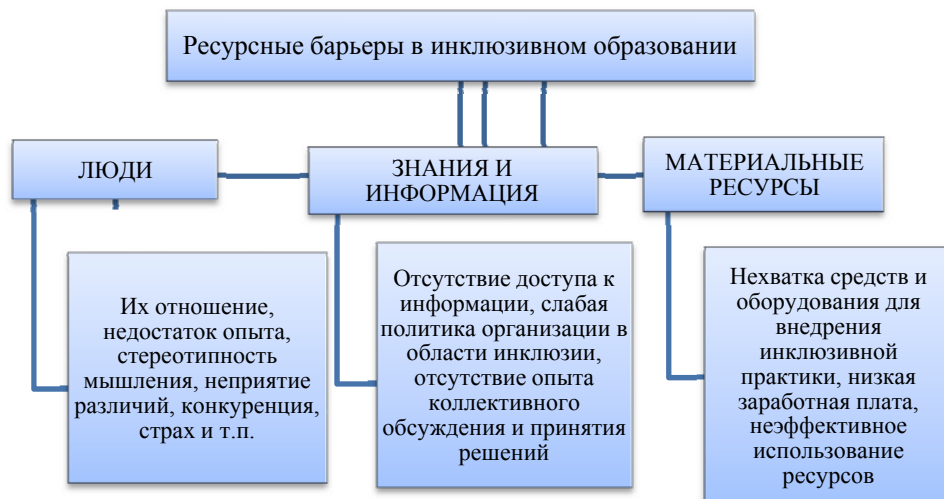 Ресурсные барьеры в инклюзивном образовании
ЛЮДИ
ЗНАНИЯ И
ИНФОРМАЦИЯ
МАТЕРИАЛЬНЫЕ
РЕСУРСЫ
Их отношение,
недостаток опыта,
стереотипность
мышления, неприятие
различий, конкуренция,
страх и т.п.
Отсутствие доступа к
информации, слабая
политика организации в
области инклюзии,
отсутствие опыта
коллективного
обсуждения и принятия
решений
Нехватка средств и
оборудования для
внедрения
инклюзивной
практики, низкая
заработная плата,
неэффективное
использование
ресурсов